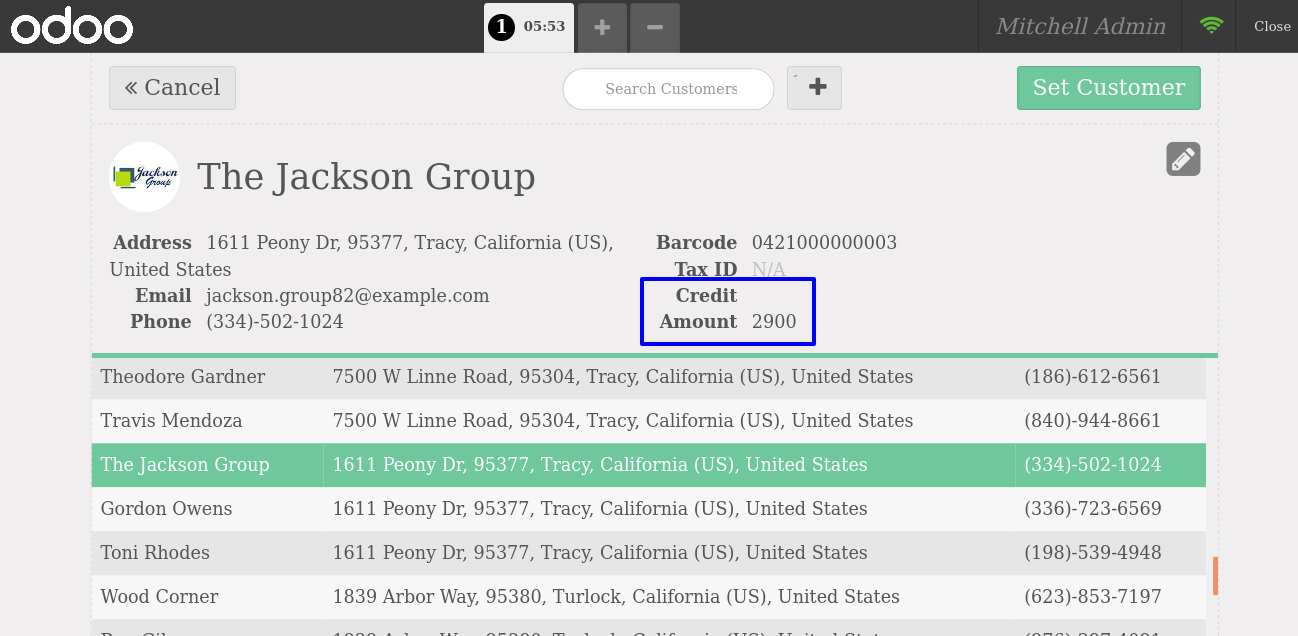 odoo
1 05:53
Mitchell Admin
Close
Cancel
Search Customers
Set Customer
Jackson
Group
The Jackson Group
Address 1611 Peony Dr, 95377, Tracy, California (US),
United States
Email jackson.group82@example.com
Phone (334)-502-1024
Barcode 0421000000003
Tax ID N/A
Credit
Amount 2900
Theodore Gardner 7500 W Linne Road, 95304, Tracy, California (US), United States (186)-612-6561
Travis Mendoza 7500 W Linne Road, 95304, Tracy, California (US), United States (840)-944-8661
The Jackson Group 1611 Peony Dr, 95377, Tracy, California (US), United States (334)-502-1024
Gordon Owens 1611 Peony Dr, 95377, Tracy, California (US), United States (336)-723-6569
Toni Rhodes 1611 Peony Dr, 95377, Tracy, California (US), United States (198)-539-4948
Wood Corner 1839 Arbor Way, 95380, Turlock, California (US), United States (623)-853-7197